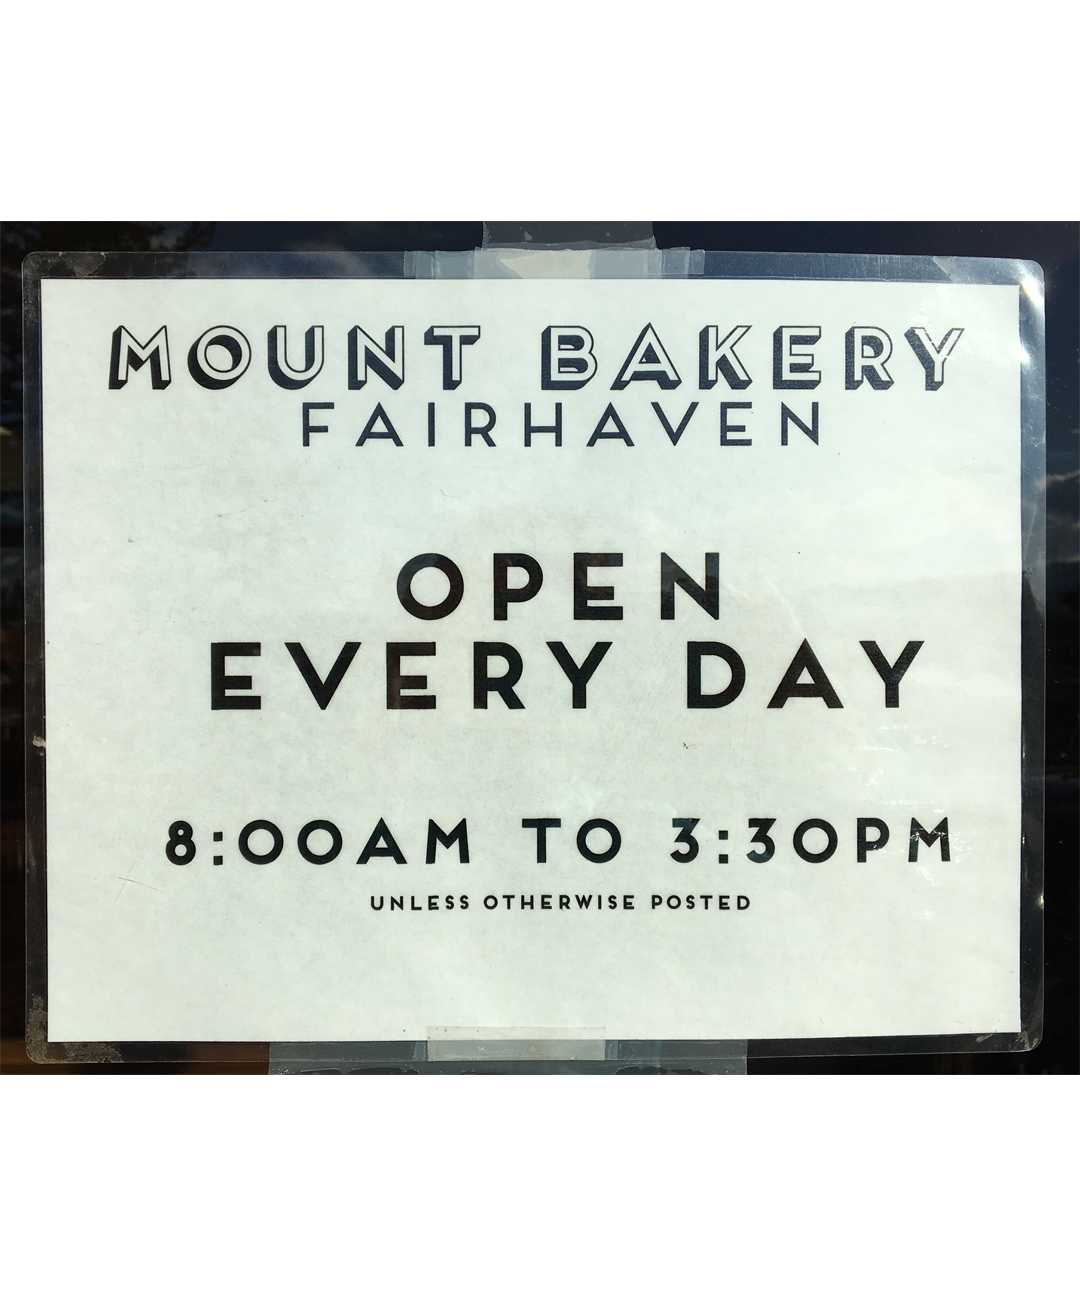 MOUNT BAKERY
FAIRHAVEN
OPEN
EVERY DAY
8:00AM TO 3:30PM
UNLESS OTHERWISE POSTED